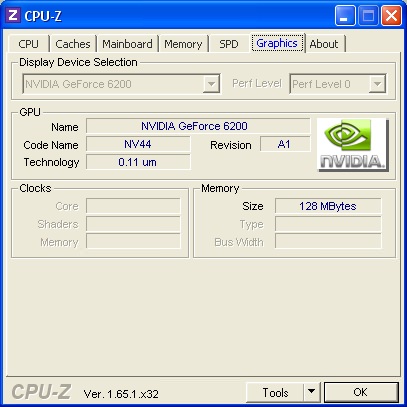 CPU-Z
CPU Caches Mainboard Memory SPD Graphics About
Display Device Selection
NVIDIA GeForce 6200 Perf Level Perf Level 0
GPU
Name NVIDIA GeForce 6200
Code Name NV44 Revision A1
Technology 0.11 um
NVIDIA.
Clocks
Core
Shaders
Memory
Memory
Size 128 MBytes
Type
Bus Width
CPU-Z Ver. 1.65.1.x32 Tools OK